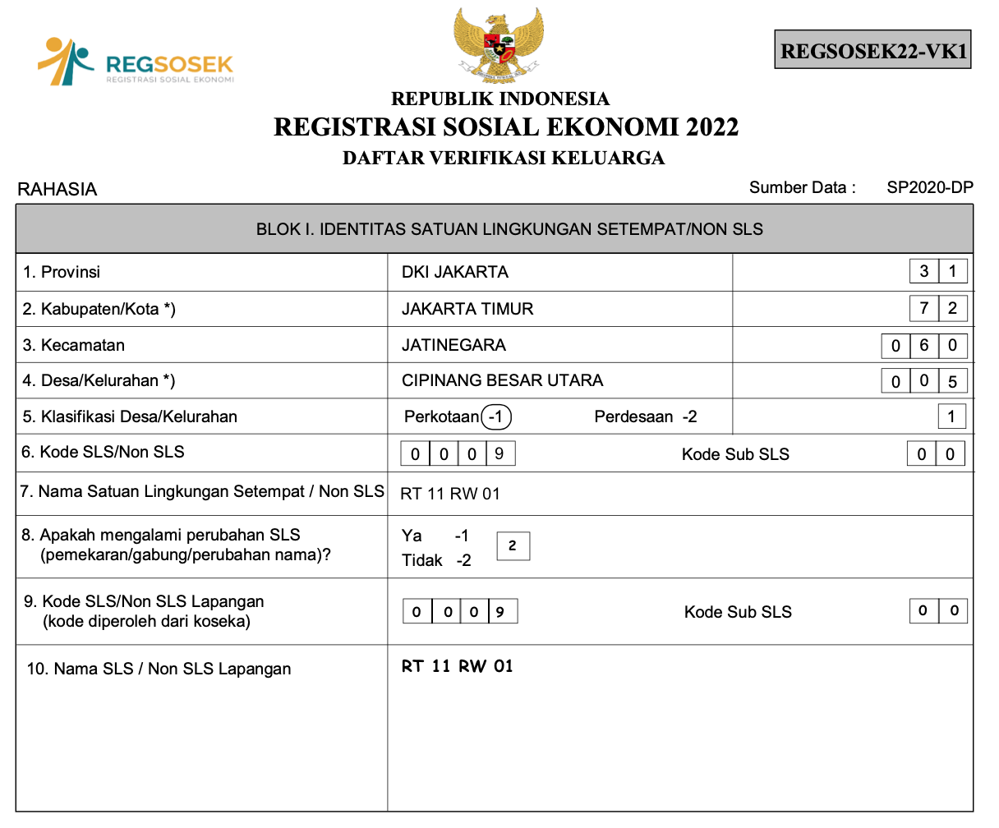 REGSOSEK
REGISTRASI SOSIAL EKONOMI
REGSOSEK22-VK1
REPUBLIK INDONESIA
REGISTRASI SOSIAL EKONOMI 2022
DAFTAR VERIFIKASI KELUARGA
RAHASIA
Sumber Data : SP2020-DP
BLOK I. IDENTITAS SATUAN LINGKUNGAN SETEMPAT/NON SLS
1. Provinsi DKI JAKARTA 3 1
2. Kabupaten/Kota *) JAKARTA TIMUR 7 2
3. Kecamatan JATINEGARA 0 6 0
4. Desa/Kelurahan *) CIPINANG BESAR UTARA 0 0 5
5. Klasifikasi Desa/Kelurahan Perkotaan -1 Perdesaan -2 1
6. Kode SLS/Non SLS 0 0 0 9 Kode Sub SLS 0 0
7. Nama Satuan Lingkungan Setempat / Non SLS RT 11 RW 01
8. Apakah mengalami perubahan SLS
(pemekaran/gabung/perubahan nama)?
Ya -1
Tidak -2
2
9. Kode SLS/Non SLS Lapangan
(kode diperoleh dari koseka)
0 0 0 9 Kode Sub SLS 0 0
10. Nama SLS / Non SLS Lapangan RT 11 RW 01